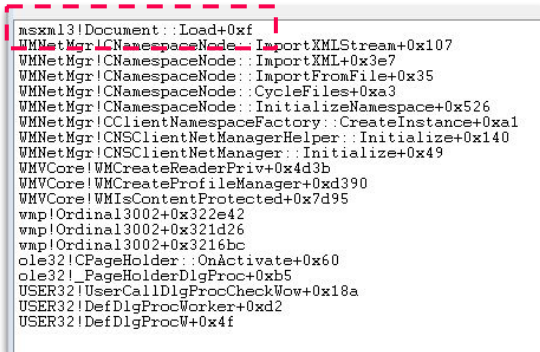 msxml3!Document::Load+0xf
WMNetMgr!CNamespaceNode::ImportXMLStream+0x107
WMNetMgr!CNamespaceNode::ImportXML+0x3e7
WMNetMgr!CNamespaceNode::ImportFromFile+0x35
WMNetMgr!CNamespaceNode::CycleFiles+0xa3
WMNetMgr!CNamespaceNode::InitializeNamespace+0x526
WMNetMgr!CClientNamespaceFactory::CreateInstance+0xa1
WMNetMgr!CNSClientNetManagerHelper::Initialize+0x140
WMNetMgr!CNSClientNetManager::Initialize+0x49
WMVCore!WMCreateReaderPriv+0x4d3b
WMVCore!WMCreateProfileManager+0xd390
WMVCore!WMIsContentProtected+0x7d95
wmp!Ordinal3002+0x322e42
wmp!Ordinal3002+0x321d26
wmp!Ordinal3002+0x3216bc
ole32!CPageHolder::OnActivate+0x60
ole32!_PageHolderDlgProc+0xb5
USER32!UserCallDlgProcCheckWow+0x18a
USER32!DefDlgProcWorker+0xd2
USER32!DefDlgProcW+0x4f